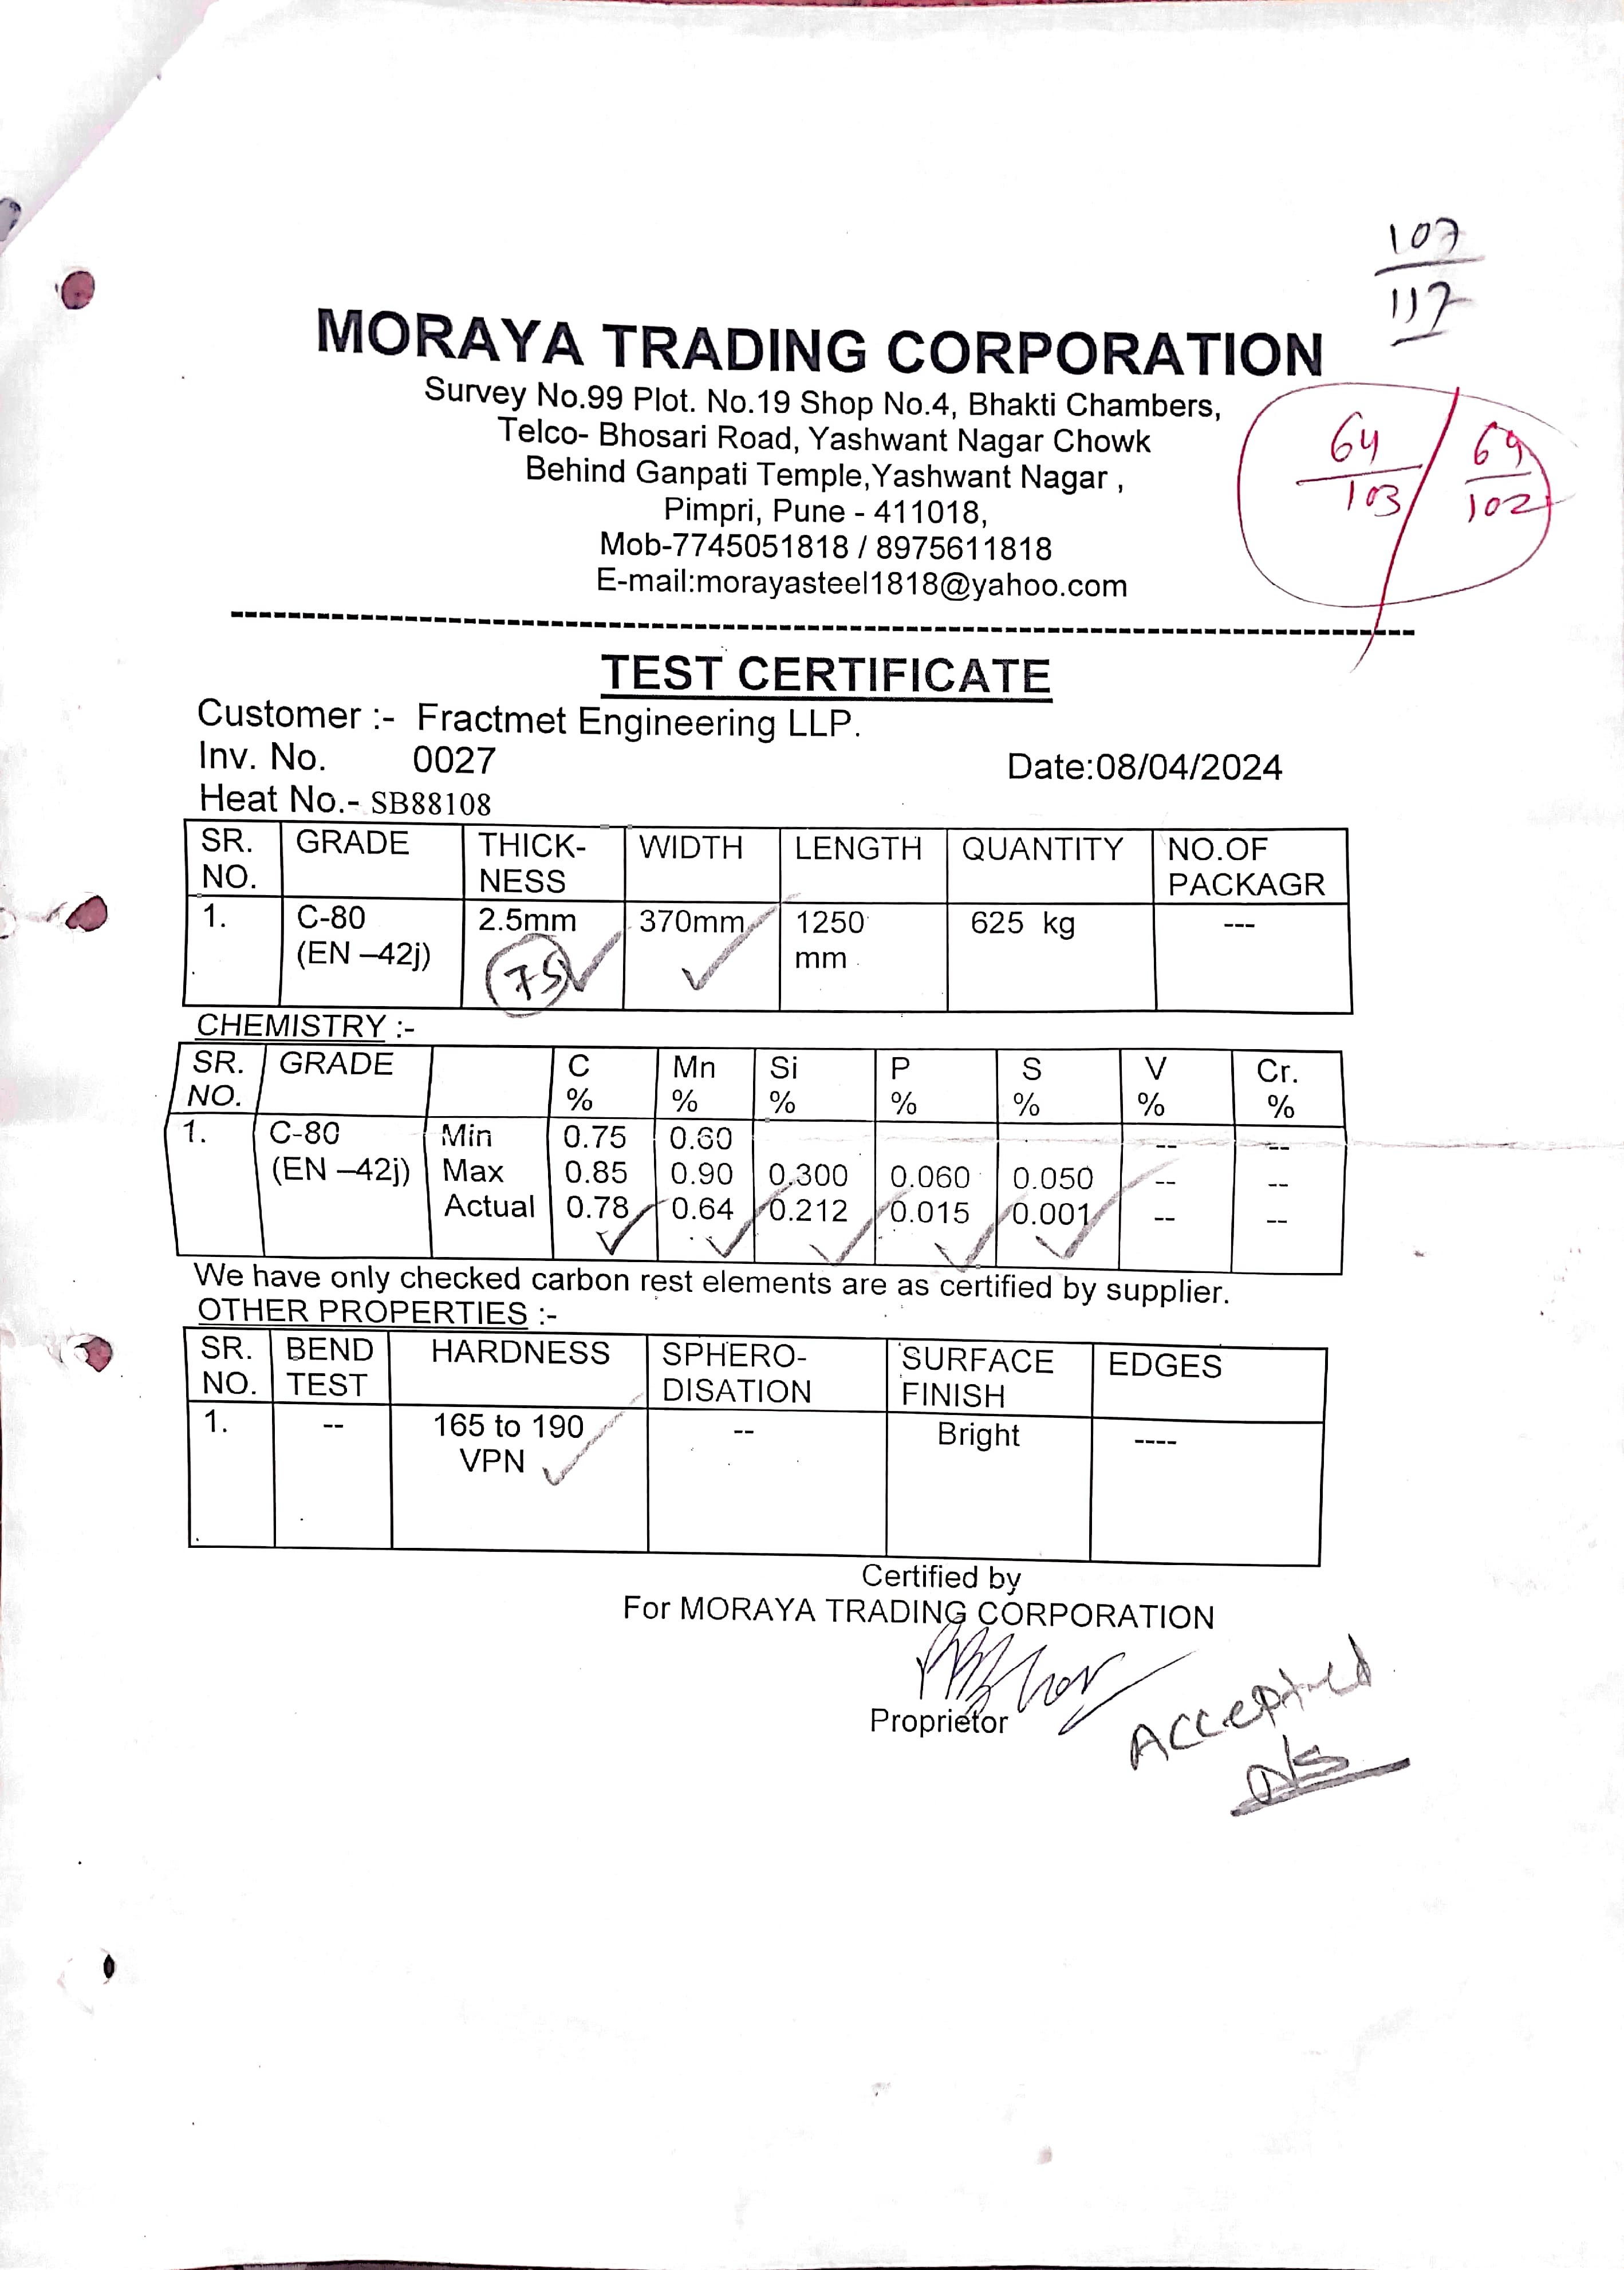 107
117
MORAYA TRADING CORPORATION
Survey No.99 Plot. No.19 Shop No.4, Bhakti Chambers,
Telco- Bhosari Road, Yashwant Nagar Chowk
Behind Ganpati Temple,Yashwant Nagar ,
Pimpri, Pune - 411018,
Mob-7745051818 / 8975611818
E-mail:morayasteel1818@yahoo.com
64 / 69
103 102
TEST CERTIFICATE
Customer :- Fractmet Engineering LLP.
Inv. No. 0027 Date:08/04/2024
Heat No.- SB88108
SR. NO. GRADE THICK-NESS WIDTH LENGTH QUANTITY NO.OF PACKAGR
1. C-80 2.5mm 370mm 1250 625 kg ---
(EN –42j) 75 mm
CHEMISTRY :-
SR. GRADE C Mn Si P S V Cr.
NO. % % % % % % %
1. C-80 Min 0.75 0.60 -- --
(EN –42j) Max 0.85 0.90 0.300 0.060 0.050 -- --
Actual 0.78 0.64 0.212 0.015 0.001 -- --
We have only checked carbon rest elements are as certified by supplier.
OTHER PROPERTIES :-
SR. BEND HARDNESS SPHERO- SURFACE EDGES
NO. TEST DISATION FINISH
1. -- 165 to 190 -- Bright ----
VPN
Certified by
For MORAYA TRADING CORPORATION
Proprietor
Accepted